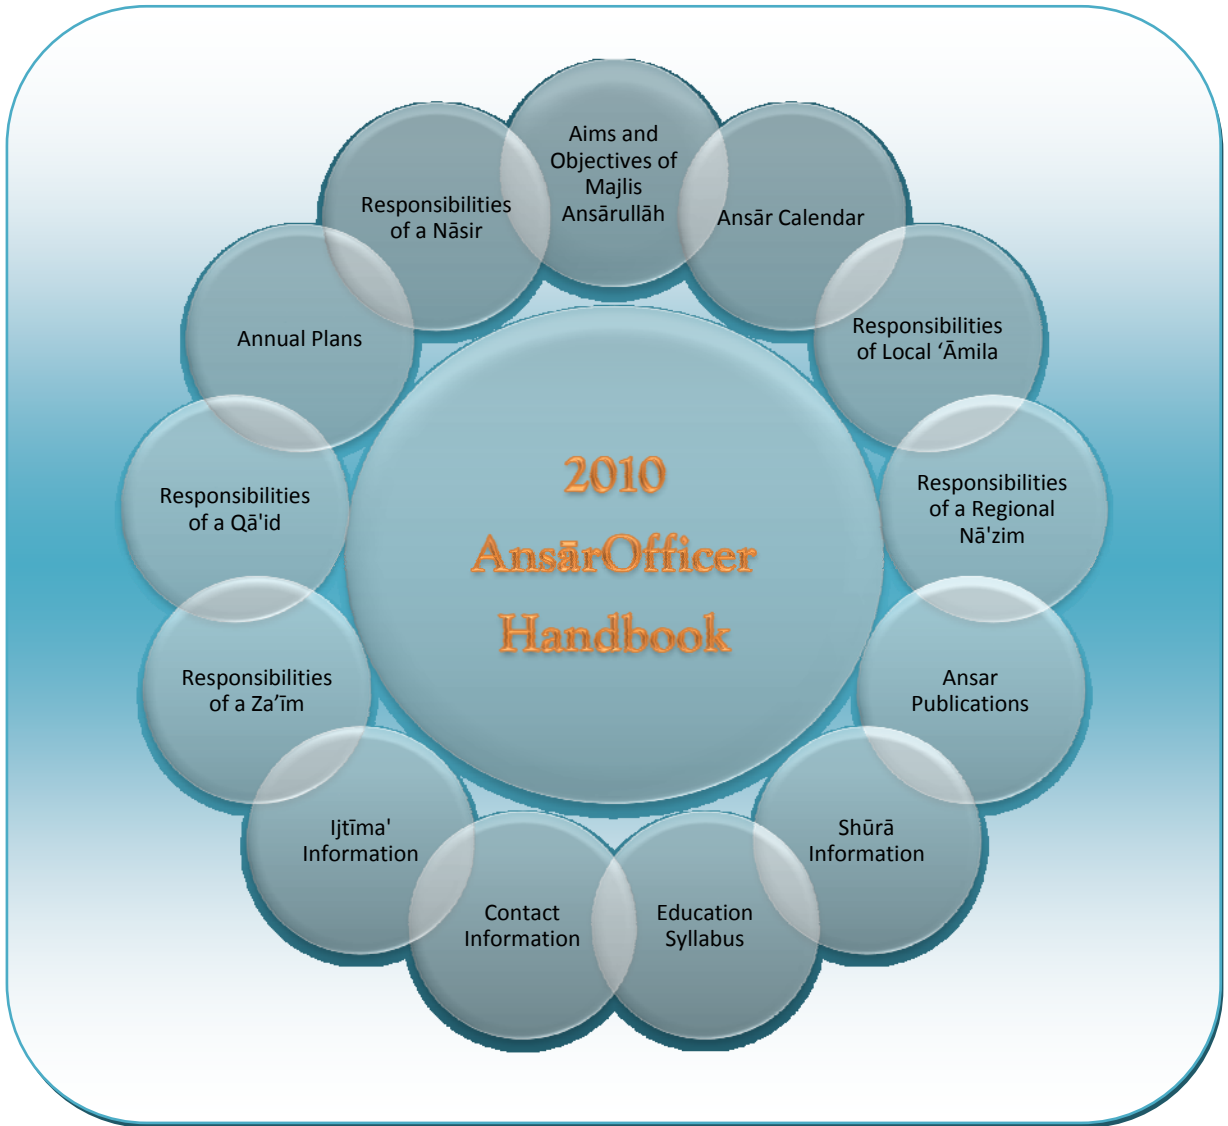 Aims and
Objectives of
Majlis
Ansārullāh
Ansār Calendar
Responsibilities
of Local ‘Āmila
Responsibilities
of a Regional
Nā'zim
Ansar
Publications
Shūrā
Information
Education
Syllabus
Contact
Information
Ijtīma'
Information
Responsibilities
of a Za’īm
Responsibilities
of a Qā'id
Annual Plans
Responsibilities
of a Nāsir
2010
AnsārOfficer
Handbook